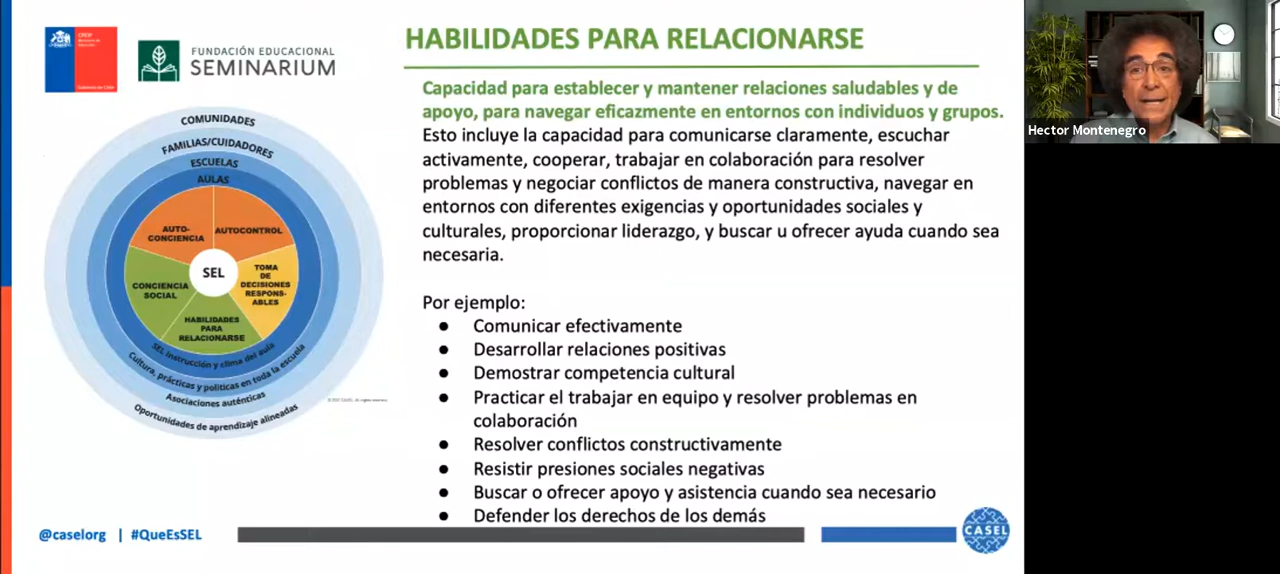 CPEIP
Ministerio de Educación
Gobierno de Chile
FUNDACIÓN EDUCACIONAL
SEMINARIUM
HABILIDADES PARA RELACIONARSE
Capacidad para establecer y mantener relaciones saludables y de
apoyo, para navegar eficazmente en entornos con individuos y grupos.
Esto incluye la capacidad para comunicarse claramente, escuchar
activamente, cooperar, trabajar en colaboración para resolver
problemas y negociar conflictos de manera constructiva, navegar en
entornos con diferentes exigencias y oportunidades sociales y
culturales, proporcionar liderazgo, y buscar u ofrecer ayuda cuando sea
necesaria.
Por ejemplo:
● Comunicar efectivamente
● Desarrollar relaciones positivas
● Demostrar competencia cultural
● Practicar el trabajar en equipo y resolver problemas en
colaboración
● Resolver conflictos constructivamente
● Resistir presiones sociales negativas
● Buscar o ofrecer apoyo y asistencia cuando sea necesario
● Defender los derechos de los demás
COMUNIDADES
FAMILIAS/CUIDADORES
ESCUELAS
AULAS
AUTO-
CONCIENCIA
AUTOCONTROL
SEL
CONCIENCIA
SOCIAL
TOMA
DE
DECISIONES
RESPONS-
ABLES
HABILIDADES
PARA
RELACIONARSE
SEL instrucción y clima del aula
Cultura, prácticas y políticas en toda la escuela
Asociaciones auténticas
Oportunidades de aprendizaje alineadas
@caselorg | #QueEsSEL
CASEL
Hector Montenegro